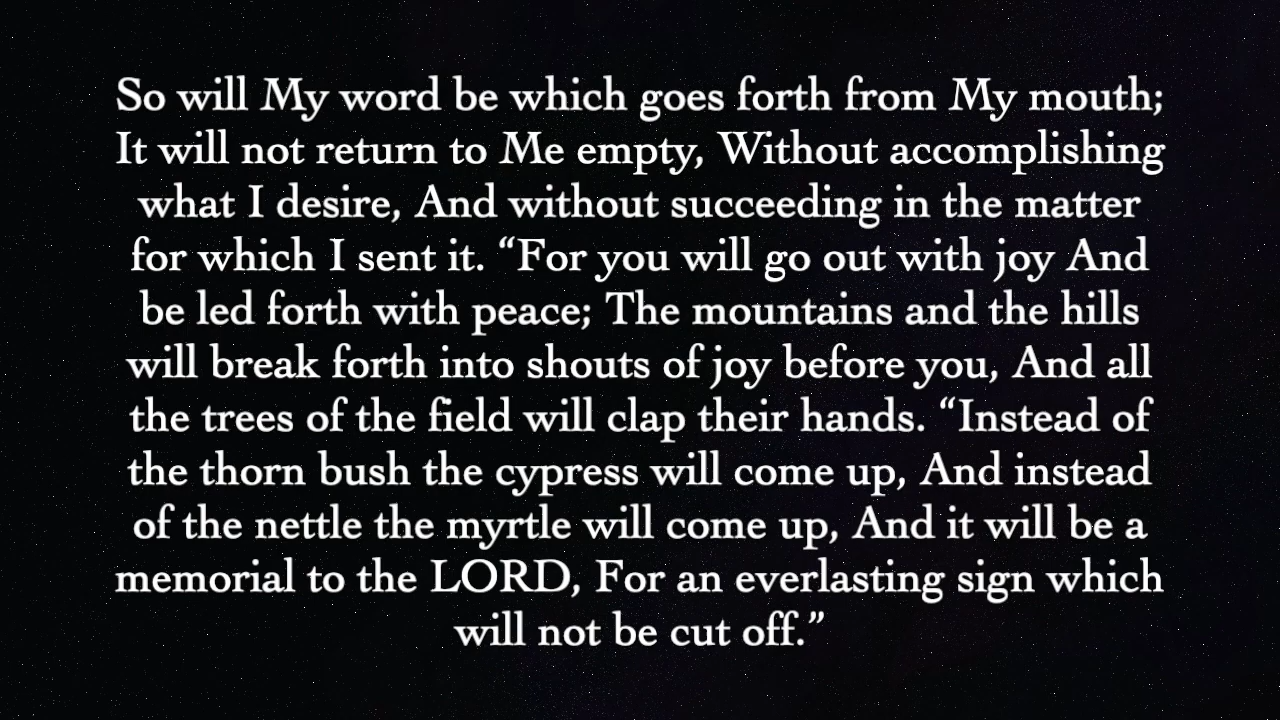 So will My word be which goes forth from My mouth;
It will not return to Me empty, Without accomplishing
what I desire, And without succeeding in the matter
for which I sent it. “For you will go out with joy And
be led forth with peace; The mountains and the hills
will break forth into shouts of joy before you, And all
the trees of the field will clap their hands. “Instead of
the thorn bush the cypress will come up, And instead
of the nettle the myrtle will come up, And it will be a
memorial to the LORD, For an everlasting sign which
will not be cut off.”